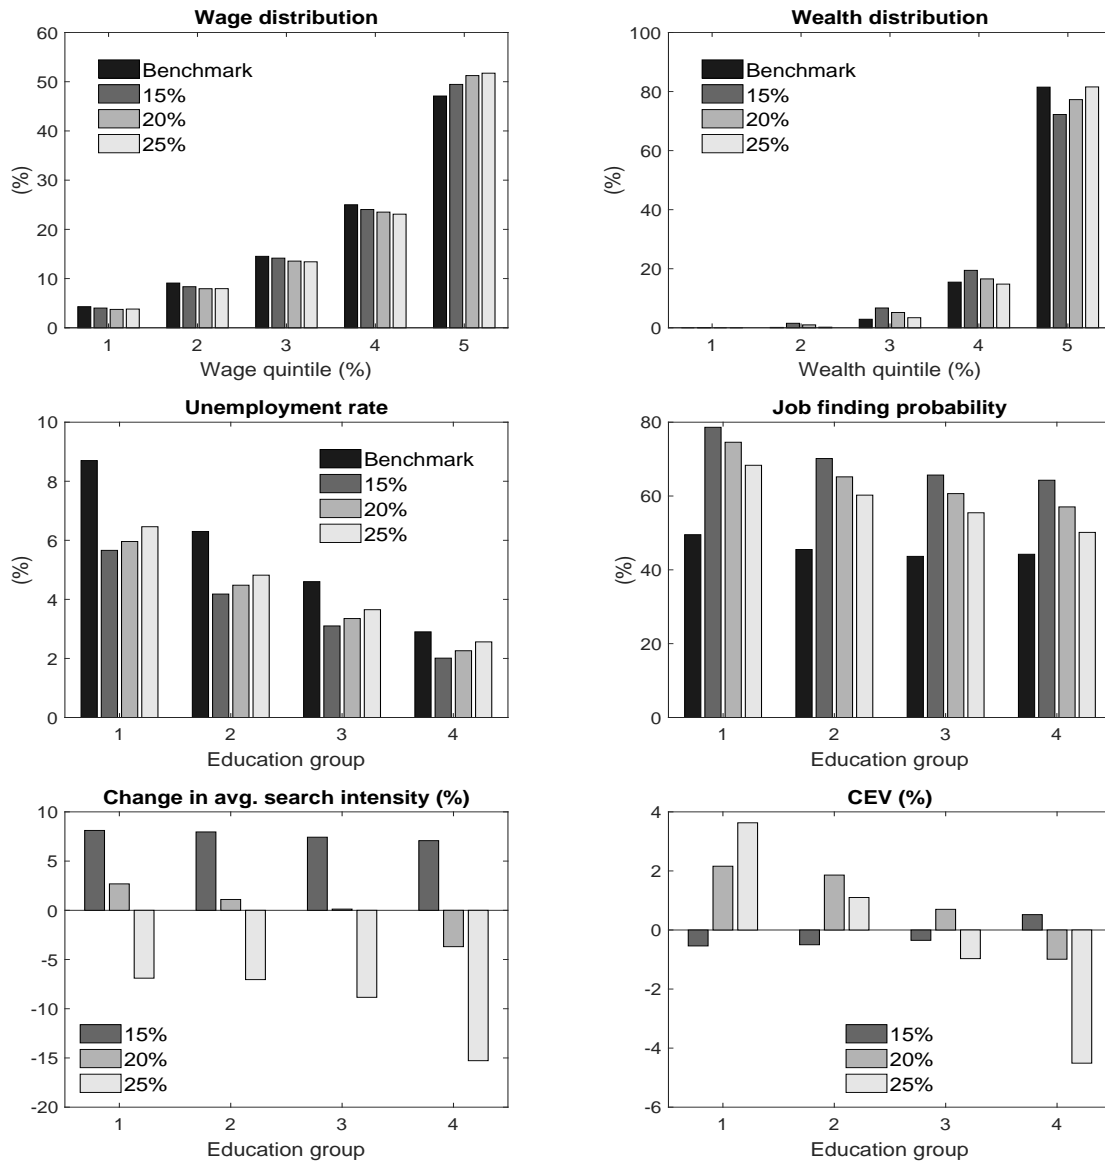 Wage distribution
60
50
40
30
20
10
0
(%)
Benchmark
15%
20%
25%
1 2 3 4 5
Wage quintile (%)
Wealth distribution
100
80
60
40
20
0
(%)
Benchmark
15%
20%
25%
1 2 3 4 5
Wealth quintile (%)
Unemployment rate
10
8
6
4
2
0
(%)
Benchmark
15%
20%
25%
1 2 3 4
Education group
Job finding probability
80
60
40
20
0
(%)
1 2 3 4
Education group
Change in avg. search intensity (%)
10
5
0
-5
-10
-15
-20
15%
20%
25%
1 2 3 4
Education group
CEV (%)
4
2
0
-2
-4
-6
15%
20%
25%
1 2 3 4
Education group